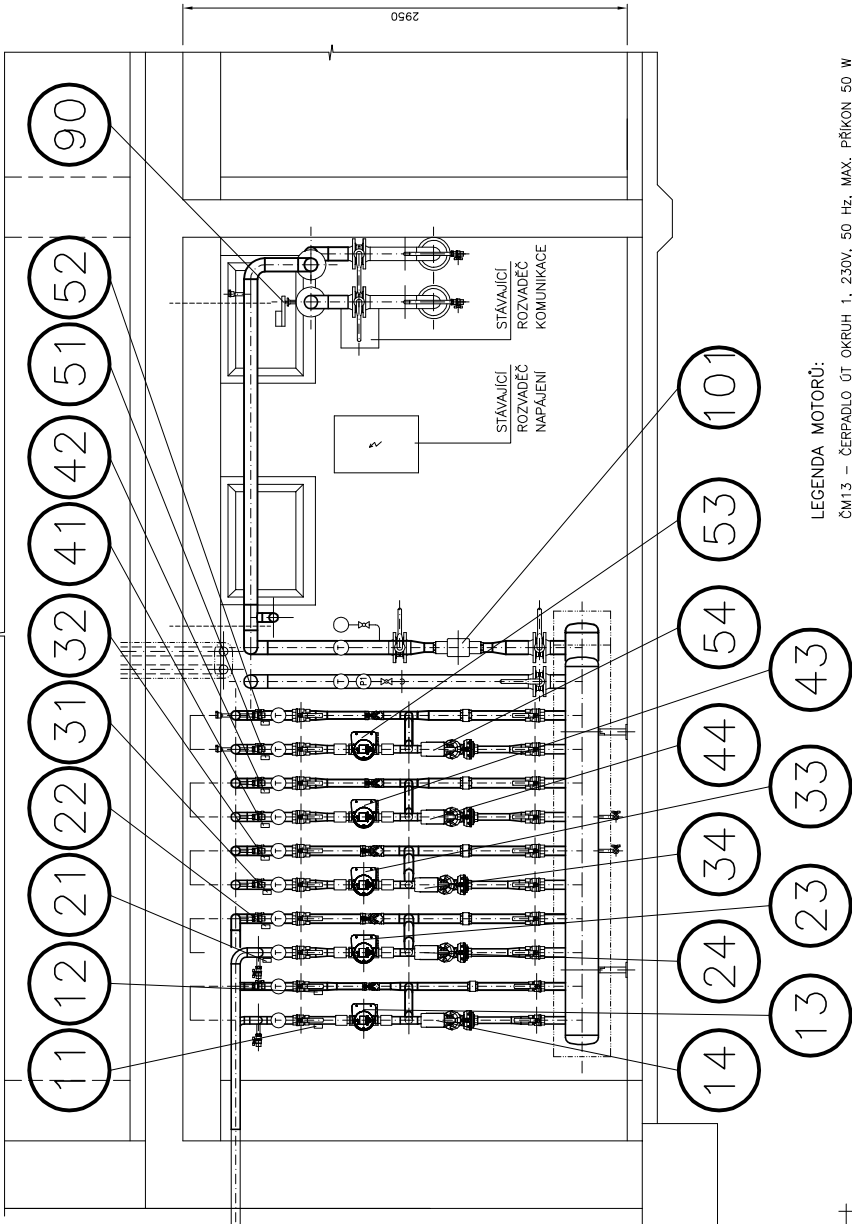 11 12 21 22 31 32 41 42 51 52 90
2950
T T T T T T T T T T
T
PI
STÁVAJÍCÍ
ROZVADĚČ
NAPÁJENÍ
STÁVAJÍCÍ
ROZVADĚČ
KOMUNIKACE
14 24 34 44 54 53 101
13 23 33 43
LEGENDA MOTORŮ:
ČM13 – ČERPADLO ÚT OKRUH 1, 230V, 50 Hz, MAX. PŘÍKON 50 W